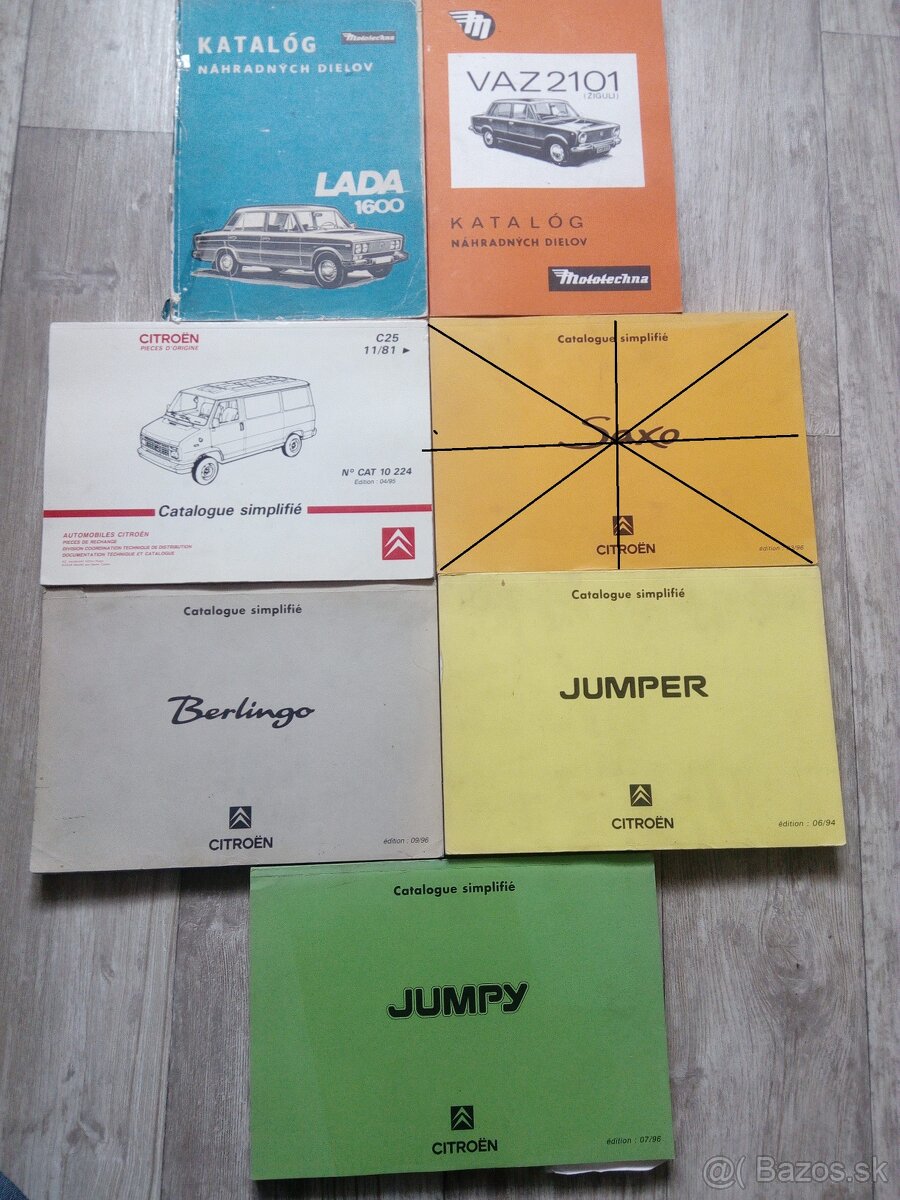 KATALÓG
Mototechna
NÁHRADNÝCH DIELOV
LADA
1600
VAZ2101
(ŽIGULI)
KATALÓG
NÁHRADNÝCH DIELOV
Mototechna
CITROËN
PIECES D'ORIGINE
C25
11/81 ►
N° CAT 10 224
Edition : 04/95
Catalogue simplifié
AUTOMOBILES CITROËN
PIECES DE RECHANGE
DIVISION COORDINATION TECHNIQUE DE DISTRIBUTION
DOCUMENTATION TECHNIQUE ET CATALOGUE
Catalogue simplifié
Saxo
CITROËN
Catalogue simplifié
Berlingo
CITROËN
édition : 09/96
Catalogue simplifié
JUMPER
CITROËN
édition : 06/94
Catalogue simplifié
JUMPY
CITROËN
édition : 07/96
Bazos.sk